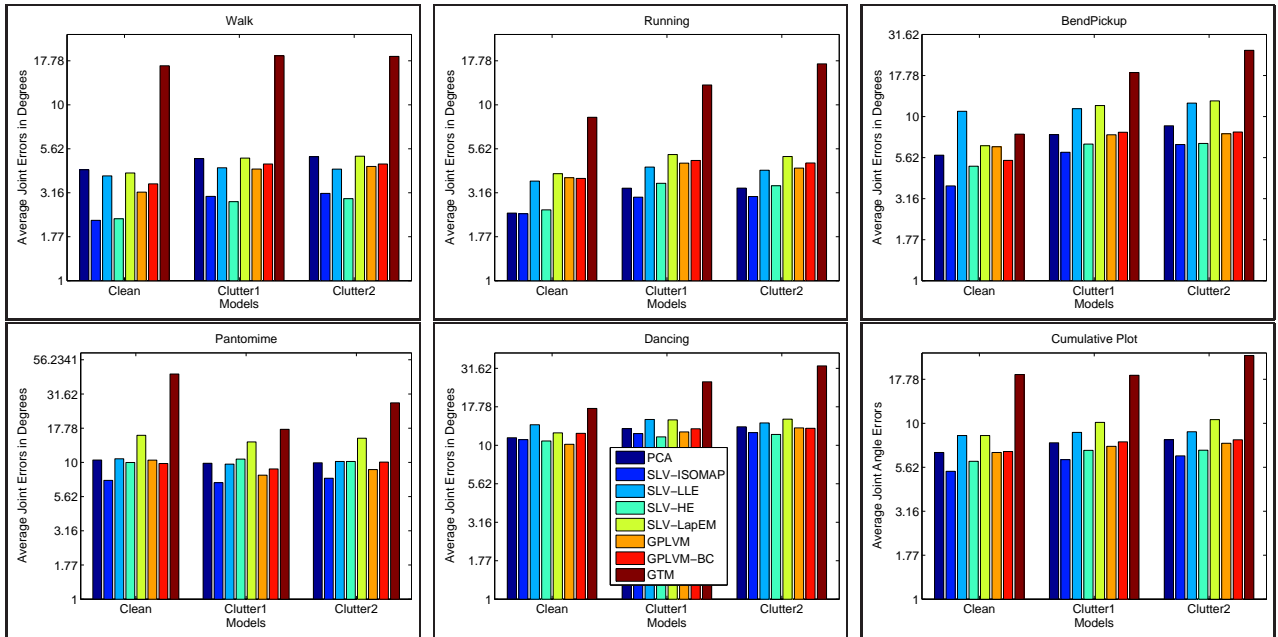 Walk
Average Joint Errors in Degrees
17.78
10
5.62
3.16
1.77
1
Clean Clutter1 Clutter2
Models
Running
Average Joint Errors in Degrees
17.78
10
5.62
3.16
1.77
1
Clean Clutter1 Clutter2
Models
BendPickup
Average Joint Errors in Degrees
31.62
17.78
10
5.62
3.16
1.77
1
Clean Clutter1 Clutter2
Models
Pantomime
Average Joint Errors in Degrees
56.2341
31.62
17.78
10
5.62
3.16
1.77
1
Clean Clutter1 Clutter2
Models
Dancing
Average Joint Errors in Degrees
31.62
17.78
10
5.62
3.16
1.77
1
PCA
SLV−ISOMAP
SLV−LLE
SLV−HE
SLV−LapEM
GPLVM
GPLVM−BC
GTM
Clean Clutter1 Clutter2
Models
Cumulative Plot
Average Joint Angle Errors
17.78
10
5.62
3.16
1.77
1
Clean Clutter1 Clutter2
Models